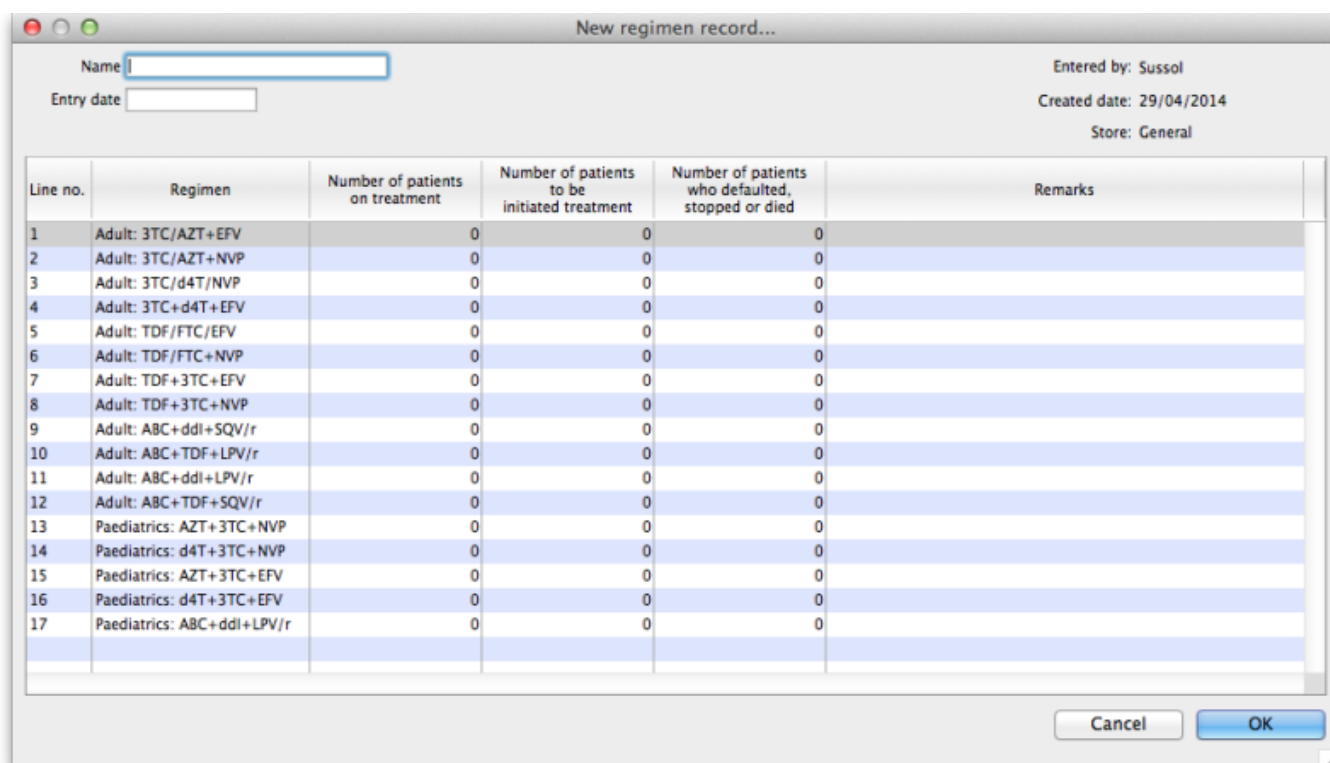 New regimen record...
Name
Entered by: Sussol
Entry date
Created date: 29/04/2014
Store: General
Line no. Regimen Number of patients on treatment Number of patients to be initiated treatment Number of patients who defaulted, stopped or died Remarks
1 Adult: 3TC/AZT+EFV 0 0 0
2 Adult: 3TC/AZT+NVP 0 0 0
3 Adult: 3TC/d4T/NVP 0 0 0
4 Adult: 3TC+d4T+EFV 0 0 0
5 Adult: TDF/FTC/EFV 0 0 0
6 Adult: TDF/FTC+NVP 0 0 0
7 Adult: TDF+3TC+EFV 0 0 0
8 Adult: TDF+3TC+NVP 0 0 0
9 Adult: ABC+ddI+SQV/r 0 0 0
10 Adult: ABC+TDF+LPV/r 0 0 0
11 Adult: ABC+ddI+LPV/r 0 0 0
12 Adult: ABC+TDF+SQV/r 0 0 0
13 Paediatrics: AZT+3TC+NVP 0 0 0
14 Paediatrics: d4T+3TC+NVP 0 0 0
15 Paediatrics: AZT+3TC+EFV 0 0 0
16 Paediatrics: d4T+3TC+EFV 0 0 0
17 Paediatrics: ABC+ddI+LPV/r 0 0 0
Cancel OK